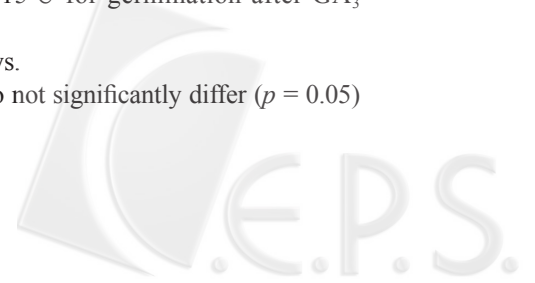 15°C for germination after GA₃
ys.
o not significantly differ (p = 0.05)
C.E.P.S.